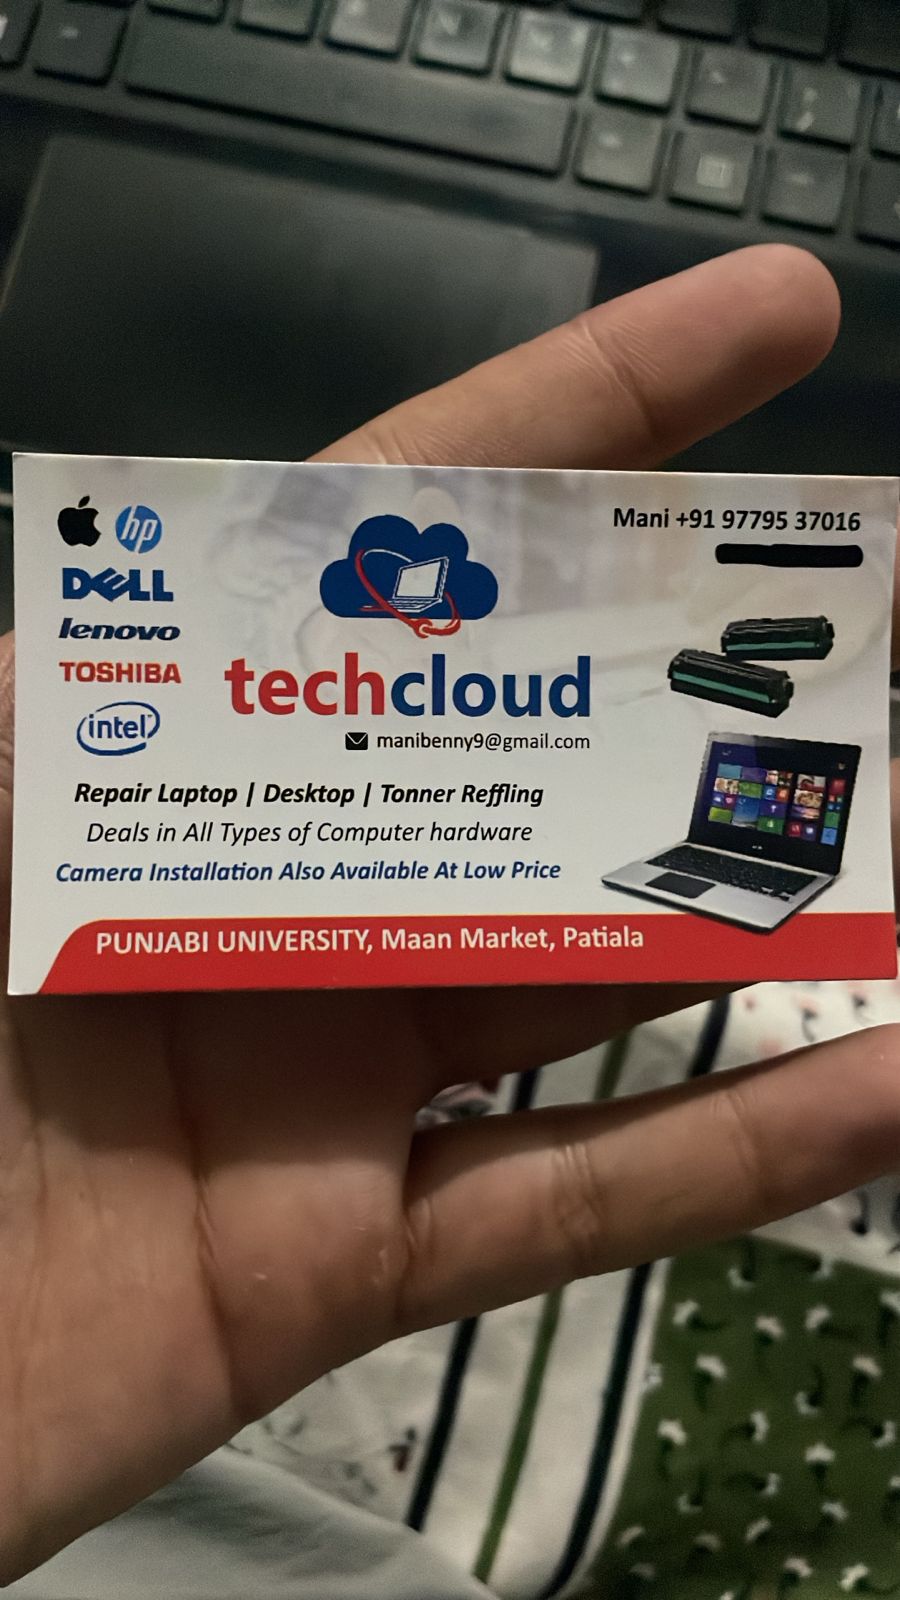 Mani +91 97795 37016
hp
DELL
lenovo
TOSHIBA
intel
techcloud
manibenny9@gmail.com
Repair Laptop | Desktop | Tonner Reffling
Deals in All Types of Computer hardware
Camera Installation Also Available At Low Price
PUNJABI UNIVERSITY, Maan Market, Patiala